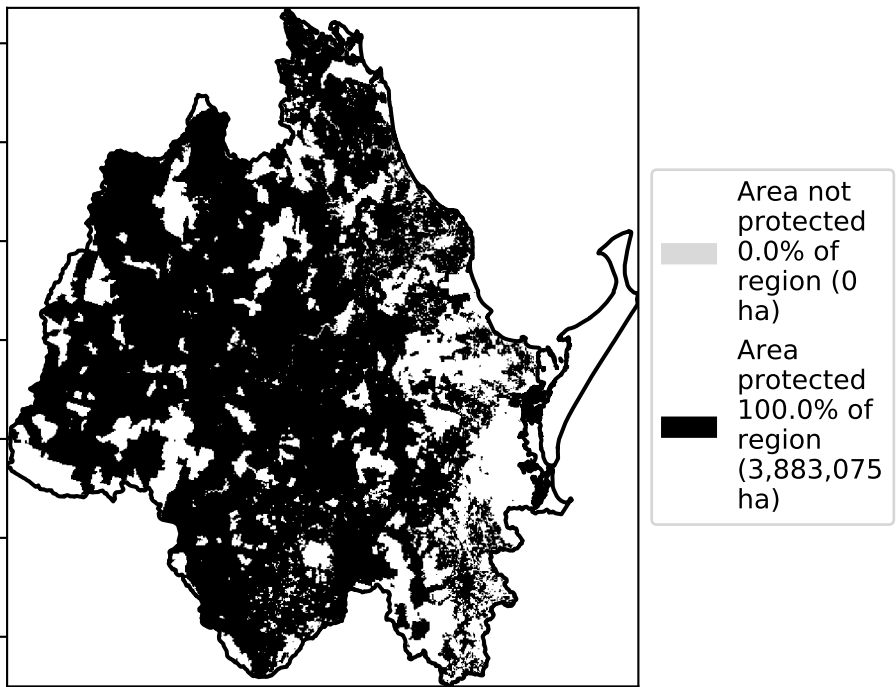 Area not
protected
0.0% of
region (0
ha)
Area
protected
100.0% of
region
(3,883,075
ha)